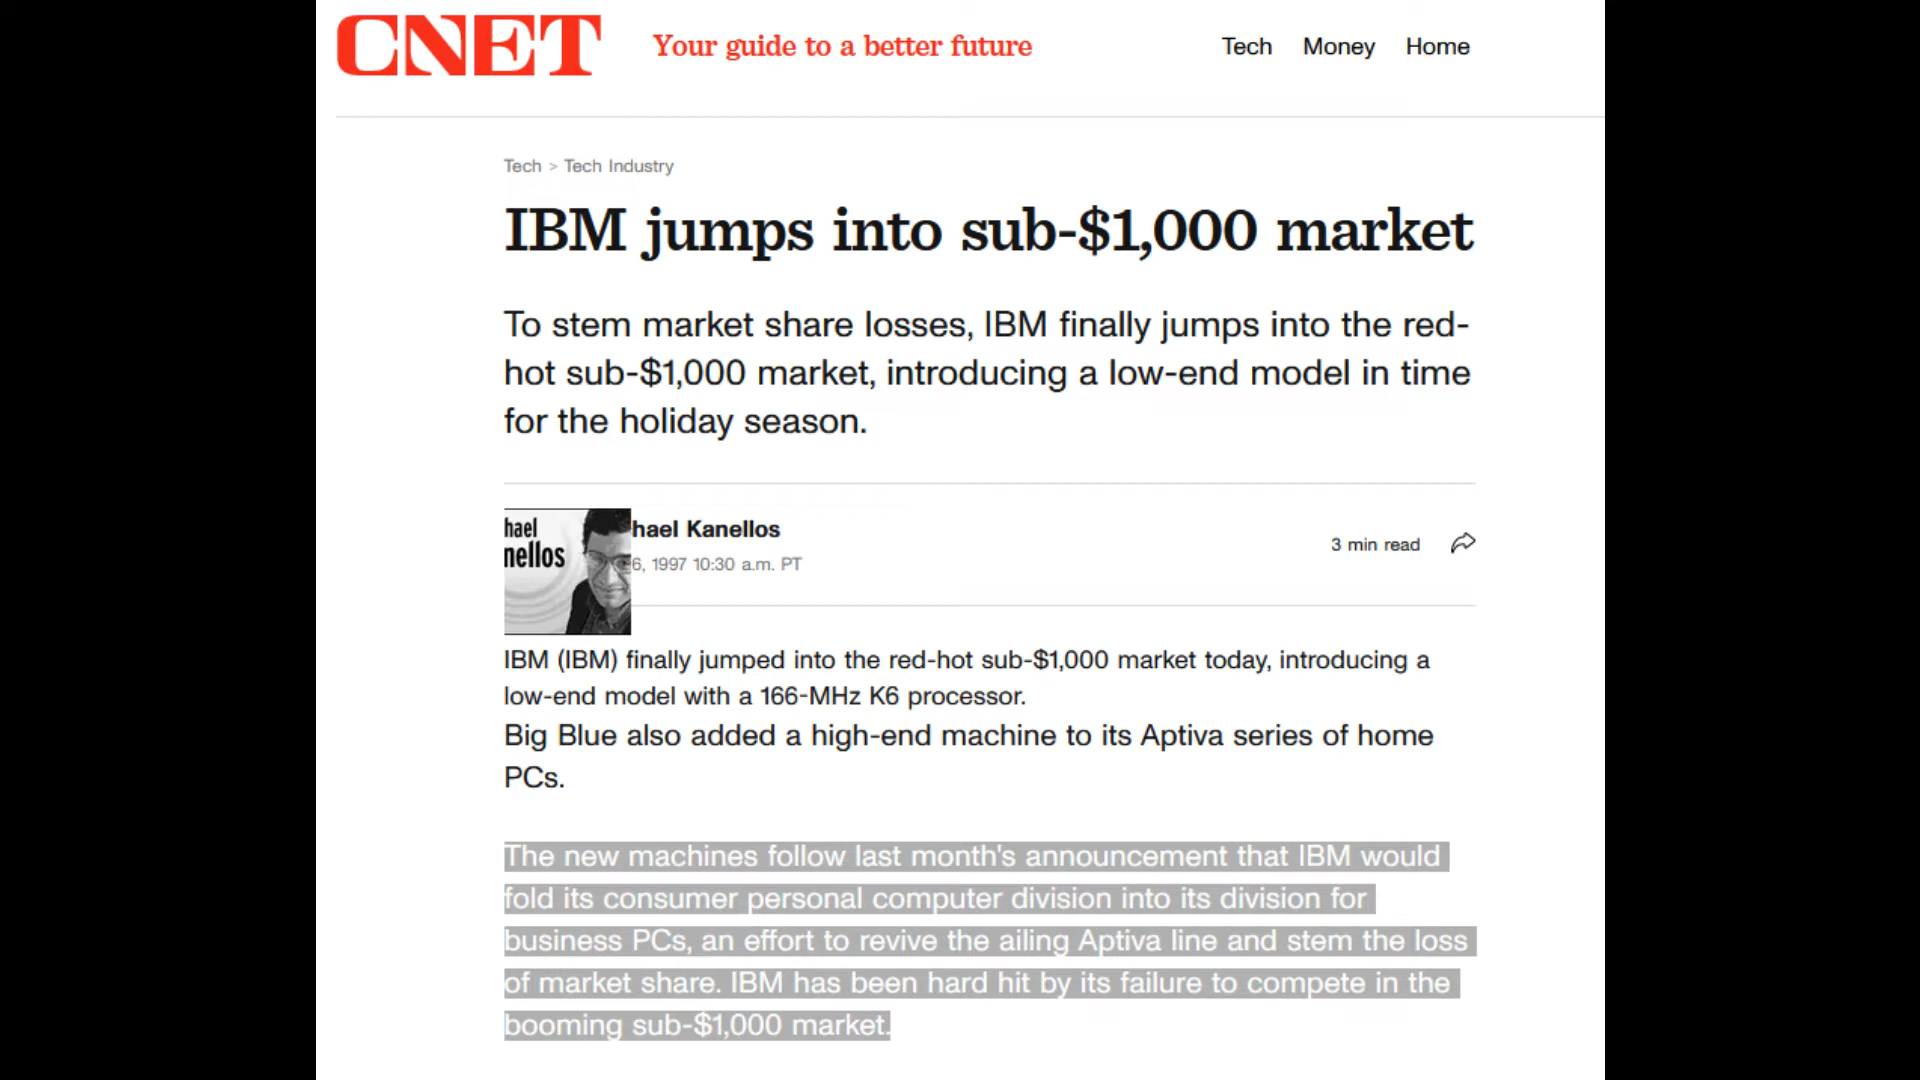 CNET
Your guide to a better future
Tech Money Home
Tech > Tech Industry
IBM jumps into sub-$1,000 market
To stem market share losses, IBM finally jumps into the red-
hot sub-$1,000 market, introducing a low-end model in time
for the holiday season.
hael
nellos
hael Kanellos
6, 1997 10:30 a.m. PT
3 min read
IBM (IBM) finally jumped into the red-hot sub-$1,000 market today, introducing a
low-end model with a 166-MHz K6 processor.
Big Blue also added a high-end machine to its Aptiva series of home
PCs.
The new machines follow last month's announcement that IBM would
fold its consumer personal computer division into its division for
business PCs, an effort to revive the ailing Aptiva line and stem the loss
of market share. IBM has been hard hit by its failure to compete in the
booming sub-$1,000 market.